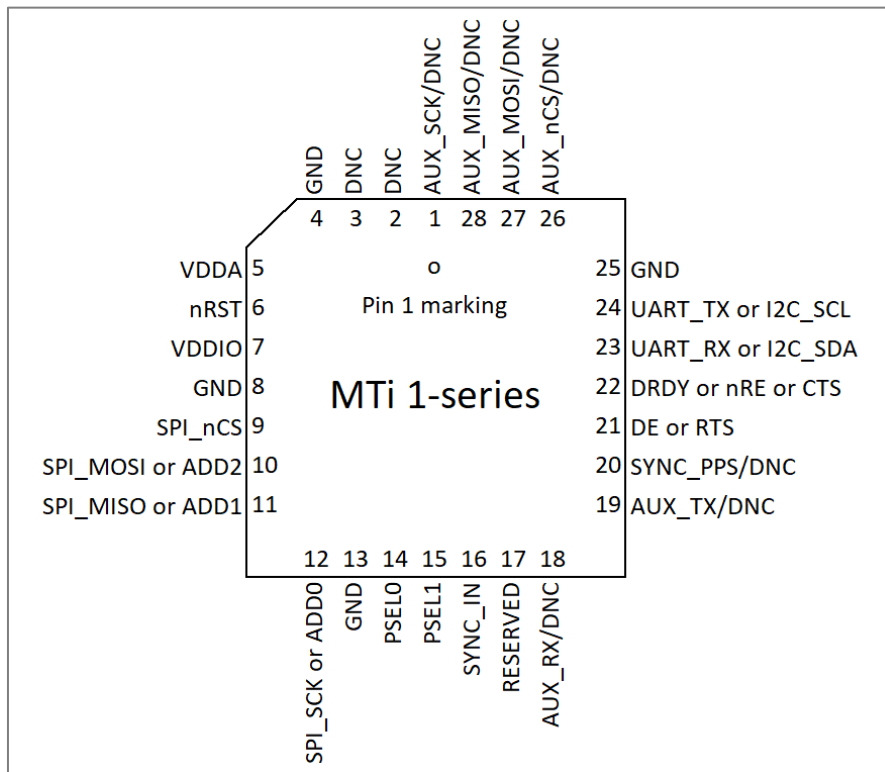 GND
DNC
DNC
AUX_SCK/DNC
AUX_MISO/DNC
AUX_MOSI/DNC
AUX_nCS/DNC
4 3 2 1 28 27 26
VDDA 5 o 25 GND
nRST 6 Pin 1 marking 24 UART_TX or I2C_SCL
VDDIO 7 23 UART_RX or I2C_SDA
GND 8 MTi 1-series 22 DRDY or nRE or CTS
SPI_nCS 9 21 DE or RTS
SPI_MOSI or ADD2 10 20 SYNC_PPS/DNC
SPI_MISO or ADD1 11 19 AUX_TX/DNC
12 13 14 15 16 17 18
SPI_SCK or ADD0
GND
PSEL0
PSEL1
SYNC_IN
RESERVED
AUX_RX/DNC